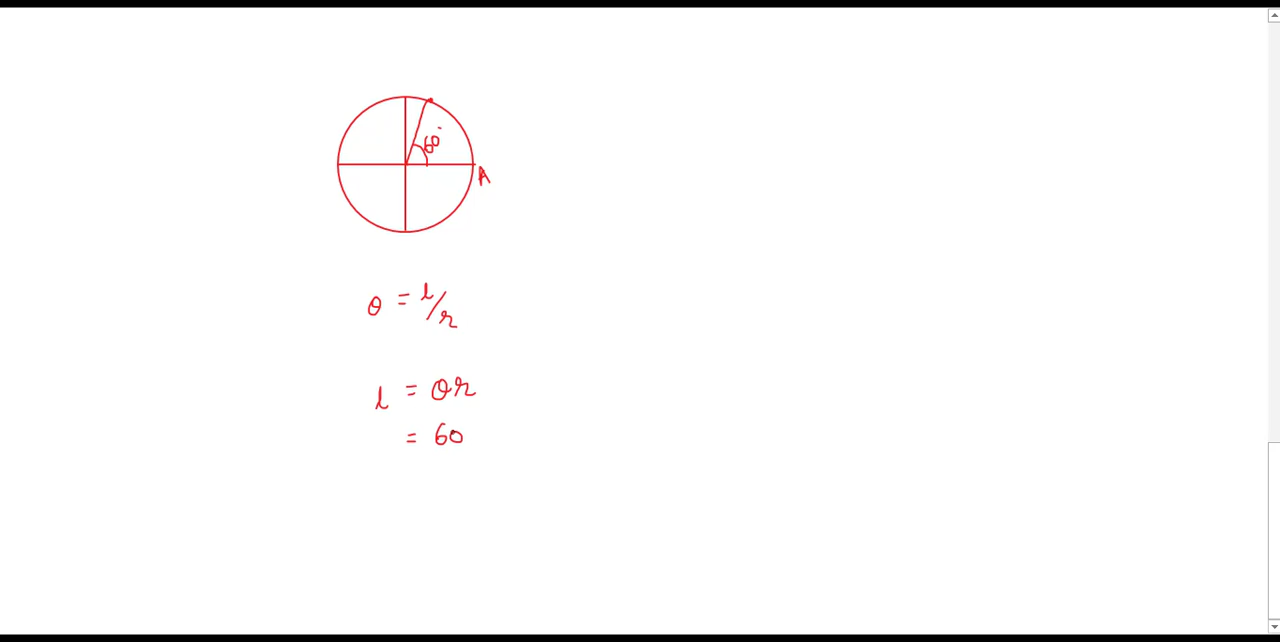 60°
A
θ = l/r
l = θr
= 60